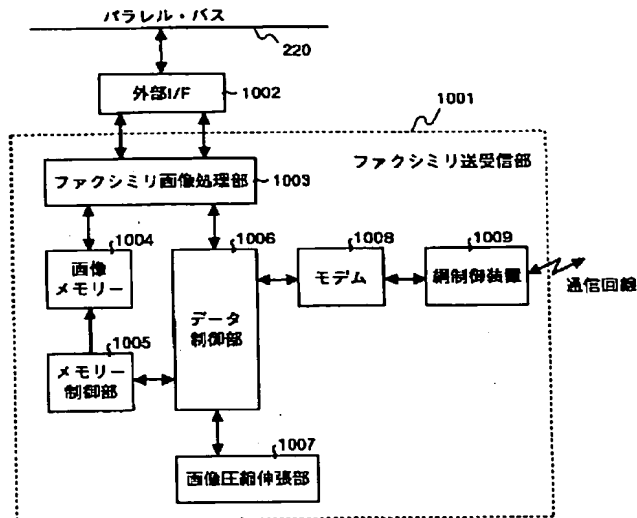 パラレル・バス
220
外部I/F
1002
1001
ファクシミリ送受信部
ファクシミリ画像処理部
1003
1004
画像
メモリー
1006
データ
制御部
1008
モデム
1009
網制御装置
通信回線
1005
メモリー
制御部
1007
画像圧縮伸張部